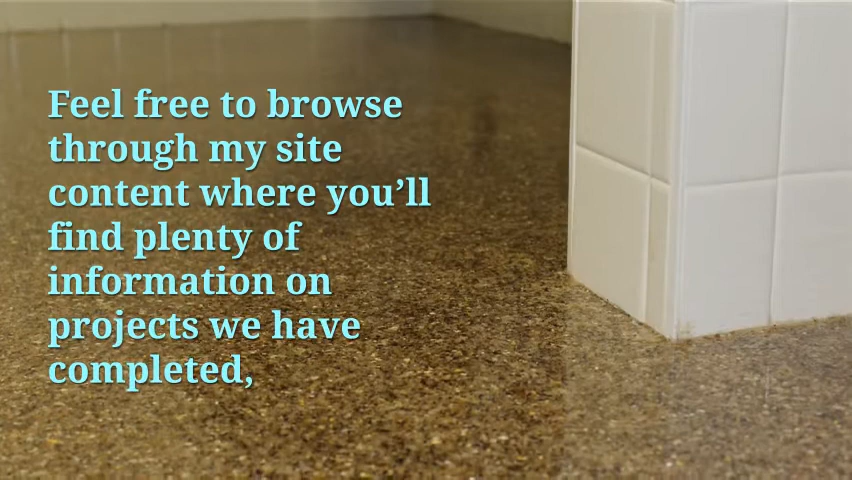 Feel free to browse
through my site
content where you’ll
find plenty of
information on
projects we have
completed,